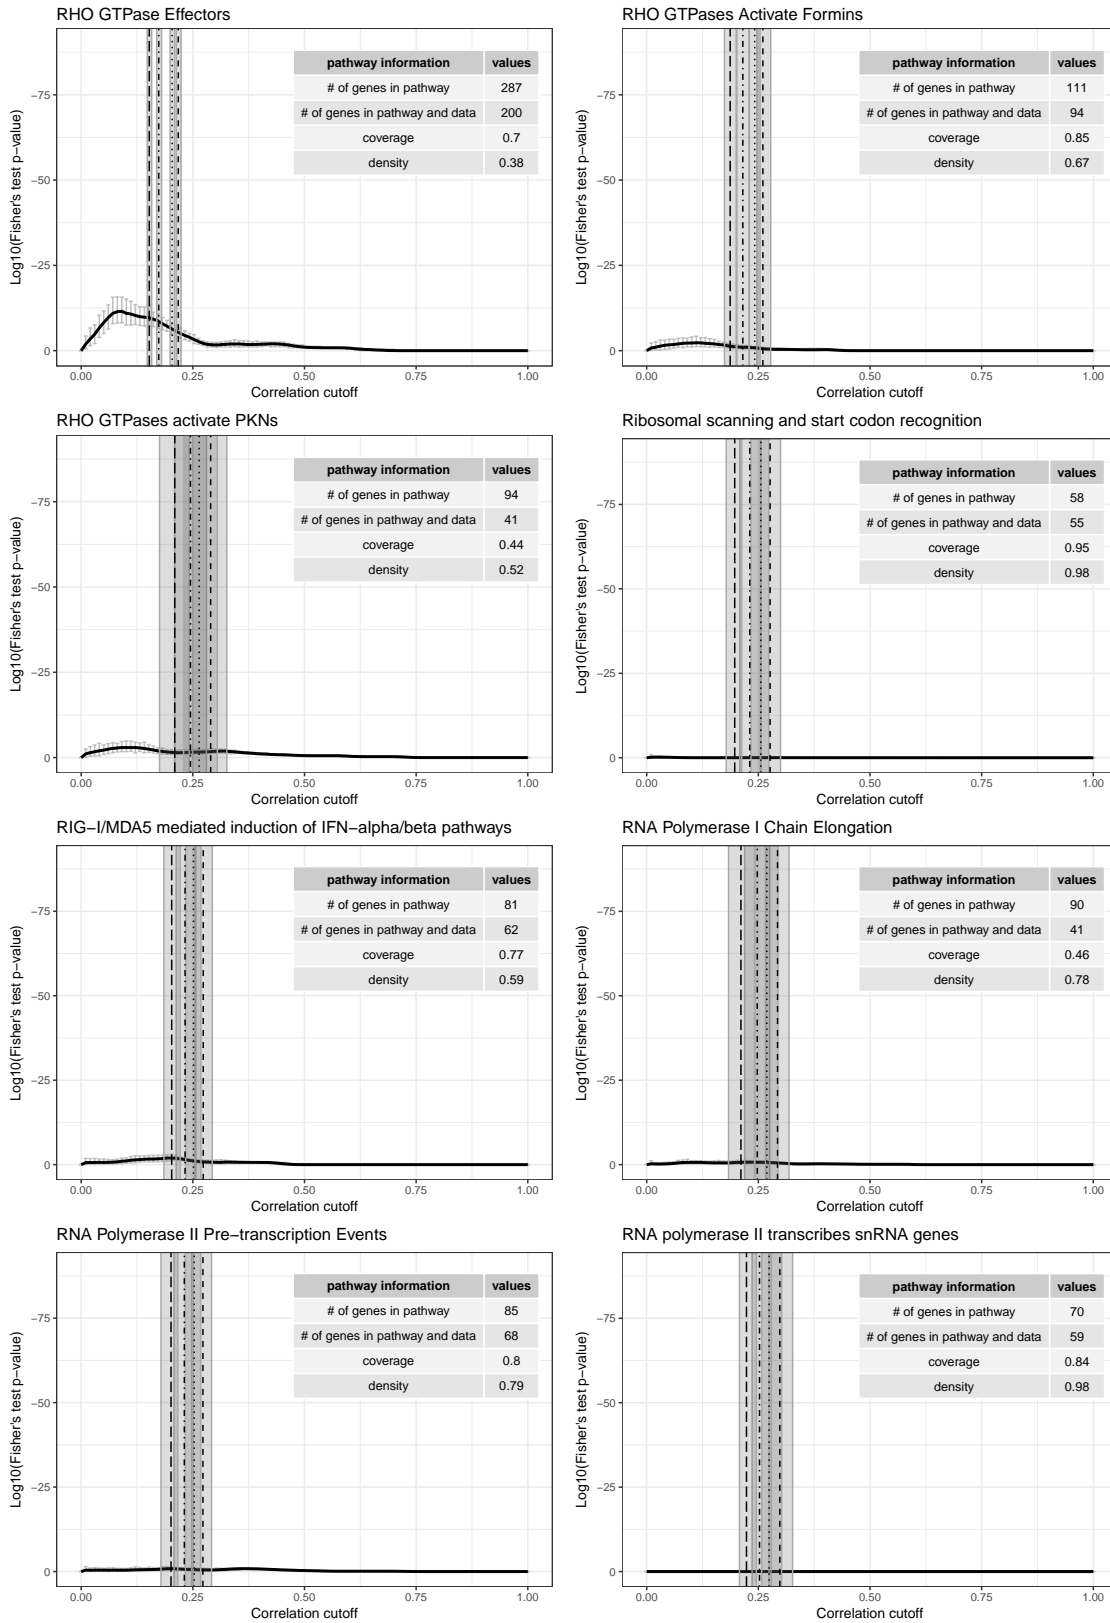 RHO GTPase Effectors
Log10(Fisher's test p−value)
−75
−50
−25
0
pathway information values
# of genes in pathway 287
# of genes in pathway and data 200
coverage 0.7
density 0.38
0.00 0.25 0.50 0.75 1.00
Correlation cutoff
RHO GTPases Activate Formins
Log10(Fisher's test p−value)
−75
−50
−25
0
pathway information values
# of genes in pathway 111
# of genes in pathway and data 94
coverage 0.85
density 0.67
0.00 0.25 0.50 0.75 1.00
Correlation cutoff
RHO GTPases activate PKNs
Log10(Fisher's test p−value)
−75
−50
−25
0
pathway information values
# of genes in pathway 94
# of genes in pathway and data 41
coverage 0.44
density 0.52
0.00 0.25 0.50 0.75 1.00
Correlation cutoff
Ribosomal scanning and start codon recognition
Log10(Fisher's test p−value)
−75
−50
−25
0
pathway information values
# of genes in pathway 58
# of genes in pathway and data 55
coverage 0.95
density 0.98
0.00 0.25 0.50 0.75 1.00
Correlation cutoff
RIG−I/MDA5 mediated induction of IFN−alpha/beta pathways
Log10(Fisher's test p−value)
−75
−50
−25
0
pathway information values
# of genes in pathway 81
# of genes in pathway and data 62
coverage 0.77
density 0.59
0.00 0.25 0.50 0.75 1.00
Correlation cutoff
RNA Polymerase I Chain Elongation
Log10(Fisher's test p−value)
−75
−50
−25
0
pathway information values
# of genes in pathway 90
# of genes in pathway and data 41
coverage 0.46
density 0.78
0.00 0.25 0.50 0.75 1.00
Correlation cutoff
RNA Polymerase II Pre−transcription Events
Log10(Fisher's test p−value)
−75
−50
−25
0
pathway information values
# of genes in pathway 85
# of genes in pathway and data 68
coverage 0.8
density 0.79
0.00 0.25 0.50 0.75 1.00
Correlation cutoff
RNA polymerase II transcribes snRNA genes
Log10(Fisher's test p−value)
−75
−50
−25
0
pathway information values
# of genes in pathway 70
# of genes in pathway and data 59
coverage 0.84
density 0.98
0.00 0.25 0.50 0.75 1.00
Correlation cutoff